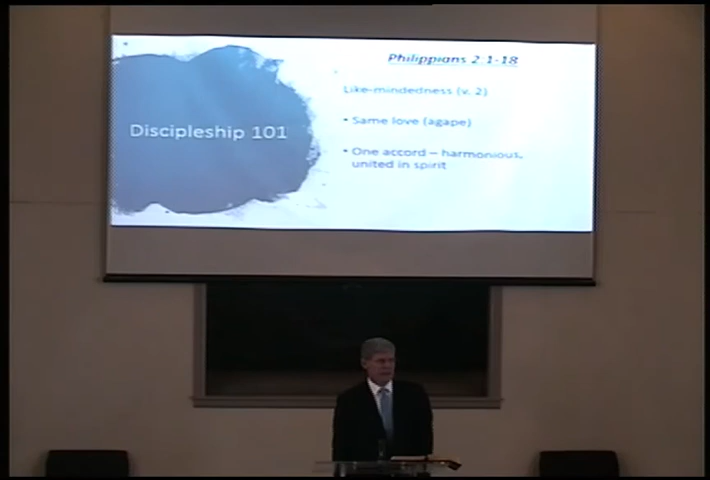 Discipleship 101
Philippians 2:1-18
Like-mindedness (v. 2)
• Same love (agape)
• One accord – harmonious,
united in spirit